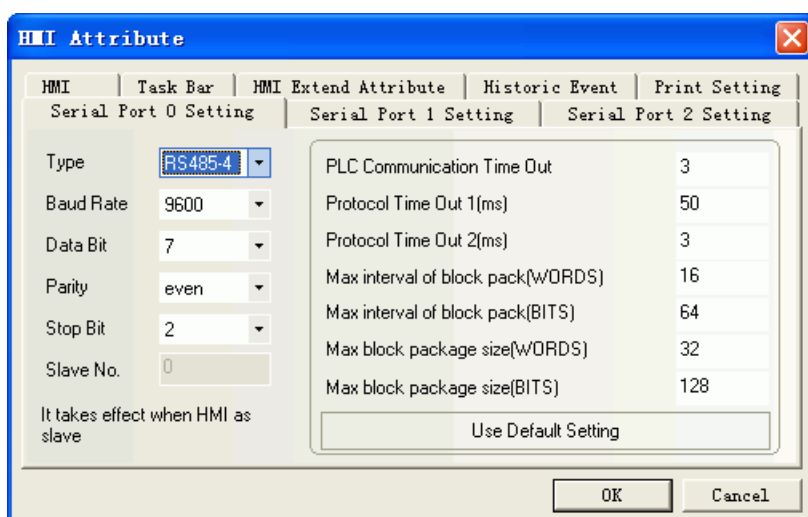 HMI Attribute
HMI
Task Bar
HMI Extend Attribute
Historic Event
Print Setting
Serial Port 0 Setting
Serial Port 1 Setting
Serial Port 2 Setting
Type
RS485-4
Baud Rate
9600
Data Bit
7
Parity
even
Stop Bit
2
Slave No.
0
It takes effect when HMI as
slave
PLC Communication Time Out
3
Protocol Time Out 1(ms)
50
Protocol Time Out 2(ms)
3
Max interval of block pack(WORDS)
16
Max interval of block pack(BITS)
64
Max block package size(WORDS)
32
Max block package size(BITS)
128
Use Default Setting
OK
Cancel